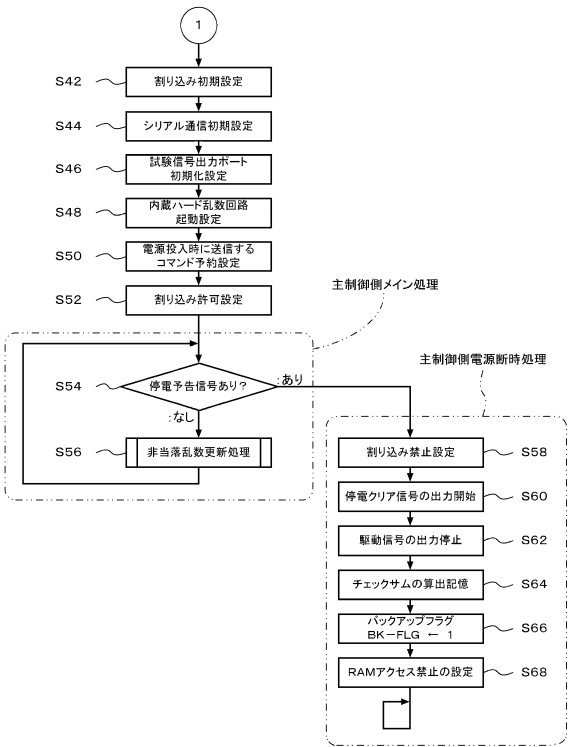 1
S42
割り込み初期設定
S44
シリアル通信初期設定
S46
試験信号出力ポート
初期化設定
S48
内蔵ハード乱数回路
起動設定
S50
電源投入時に送信する
コマンド予約設定
S52
割り込み許可設定
主制御側メイン処理
S54
停電予告信号あり?
:あり
:なし
S56
非当落乱数更新処理
主制御側電源断時処理
割り込み禁止設定
S58
停電クリア信号の出力開始
S60
駆動信号の出力停止
S62
チェックサムの算出記憶
S64
バックアップフラグ
BK-FLG ← 1
S66
RAMアクセス禁止の設定
S68